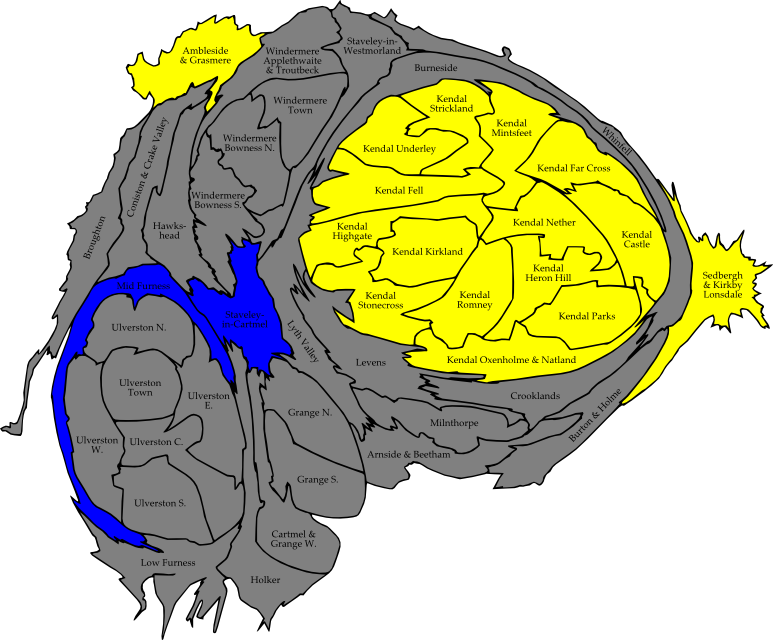 Ambleside
& Grasmere
Windermere
Applethwaite
& Troutbeck
Staveley-in-
Westmorland
Burneside
Whinfell
Windermere
Town
Windermere
Bowness N.
Windermere
Bowness S.
Coniston & Crake Valley
Broughton
Hawks-
head
Kendal
Strickland
Kendal
Mintsfeet
Kendal Underley
Kendal Far Cross
Kendal Fell
Kendal
Highgate
Kendal Nether
Kendal
Castle
Kendal Kirkland
Kendal
Heron Hill
Kendal
Stonecross
Kendal
Romney
Kendal Parks
Kendal Oxenholme & Natland
Sedbergh
& Kirkby
Lonsdale
Mid Furness
Staveley-
in-Cartmel
Lyth Valley
Levens
Crooklands
Burton & Holme
Milnthorpe
Arnside & Beetham
Ulverston N.
Ulverston
Town
Ulverston
E.
Ulverston
W.
Ulverston C.
Ulverston S.
Grange N.
Grange S.
Cartmel &
Grange W.
Low Furness
Holker